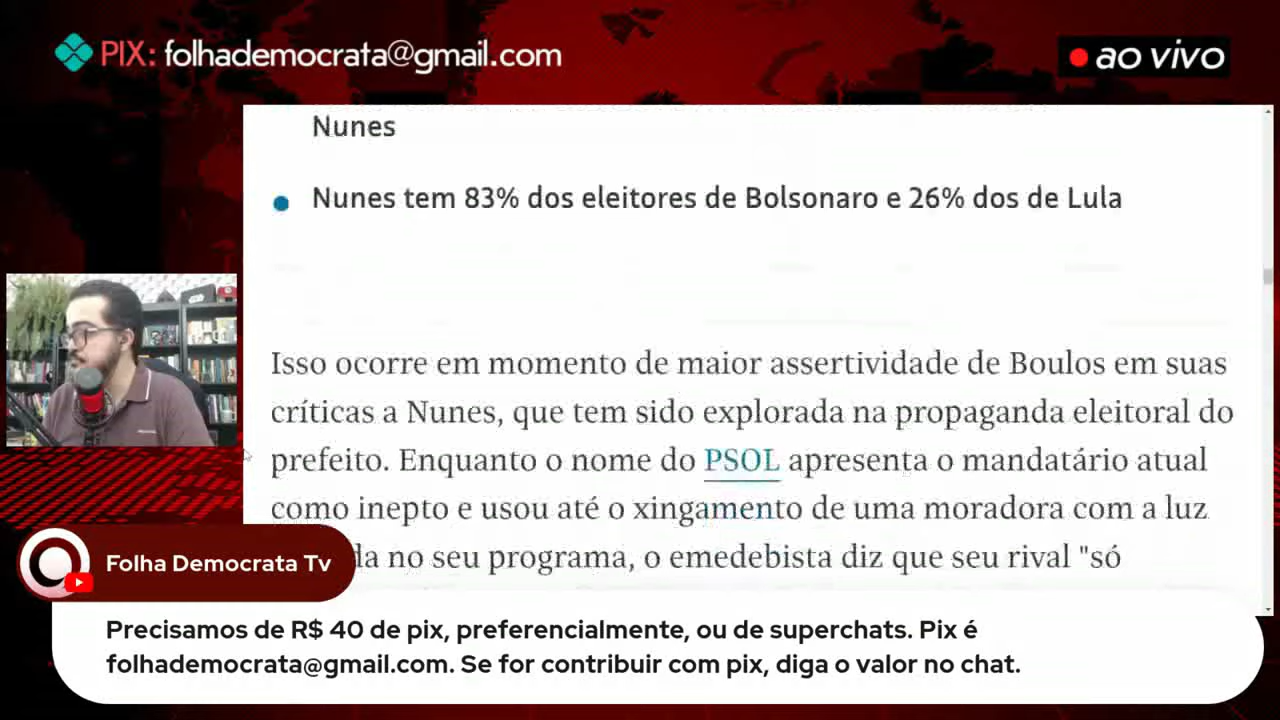 PIX: folhademocrata@gmail.com
ao vivo
Nunes
Nunes tem 83% dos eleitores de Bolsonaro e 26% dos de Lula
Isso ocorre em momento de maior assertividade de Boulos em suas
críticas a Nunes, que tem sido explorada na propaganda eleitoral do
prefeito. Enquanto o nome do PSOL apresenta o mandatário atual
como inepto e usou até o xingamento de uma moradora com a luz
da no seu programa, o emedebista diz que seu rival "só
Folha Democrata Tv
Precisamos de R$ 40 de pix, preferencialmente, ou de superchats. Pix é
folhademocrata@gmail.com. Se for contribuir com pix, diga o valor no chat.